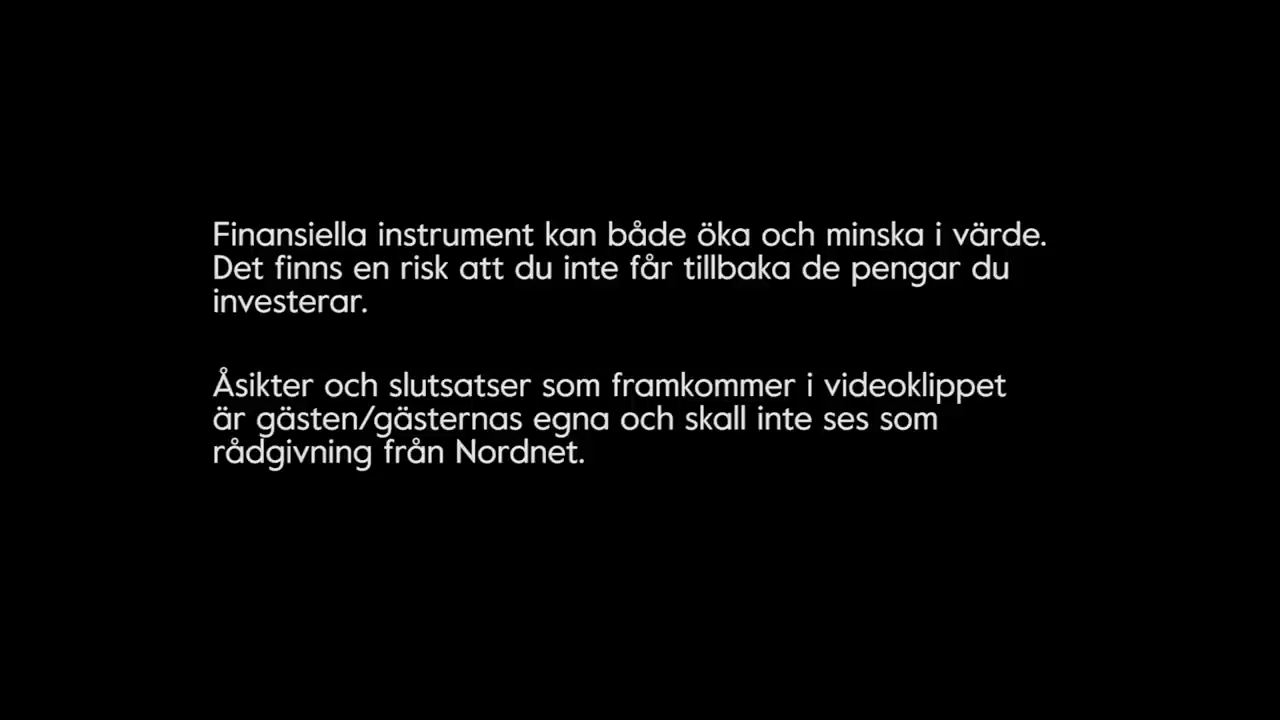 Finansiella instrument kan både öka och minska i värde.
Det finns en risk att du inte får tillbaka de pengar du
investerar.
Åsikter och slutsatser som framkommer i videoklippet
är gästen/gästernas egna och skall inte ses som
rådgivning från Nordnet.